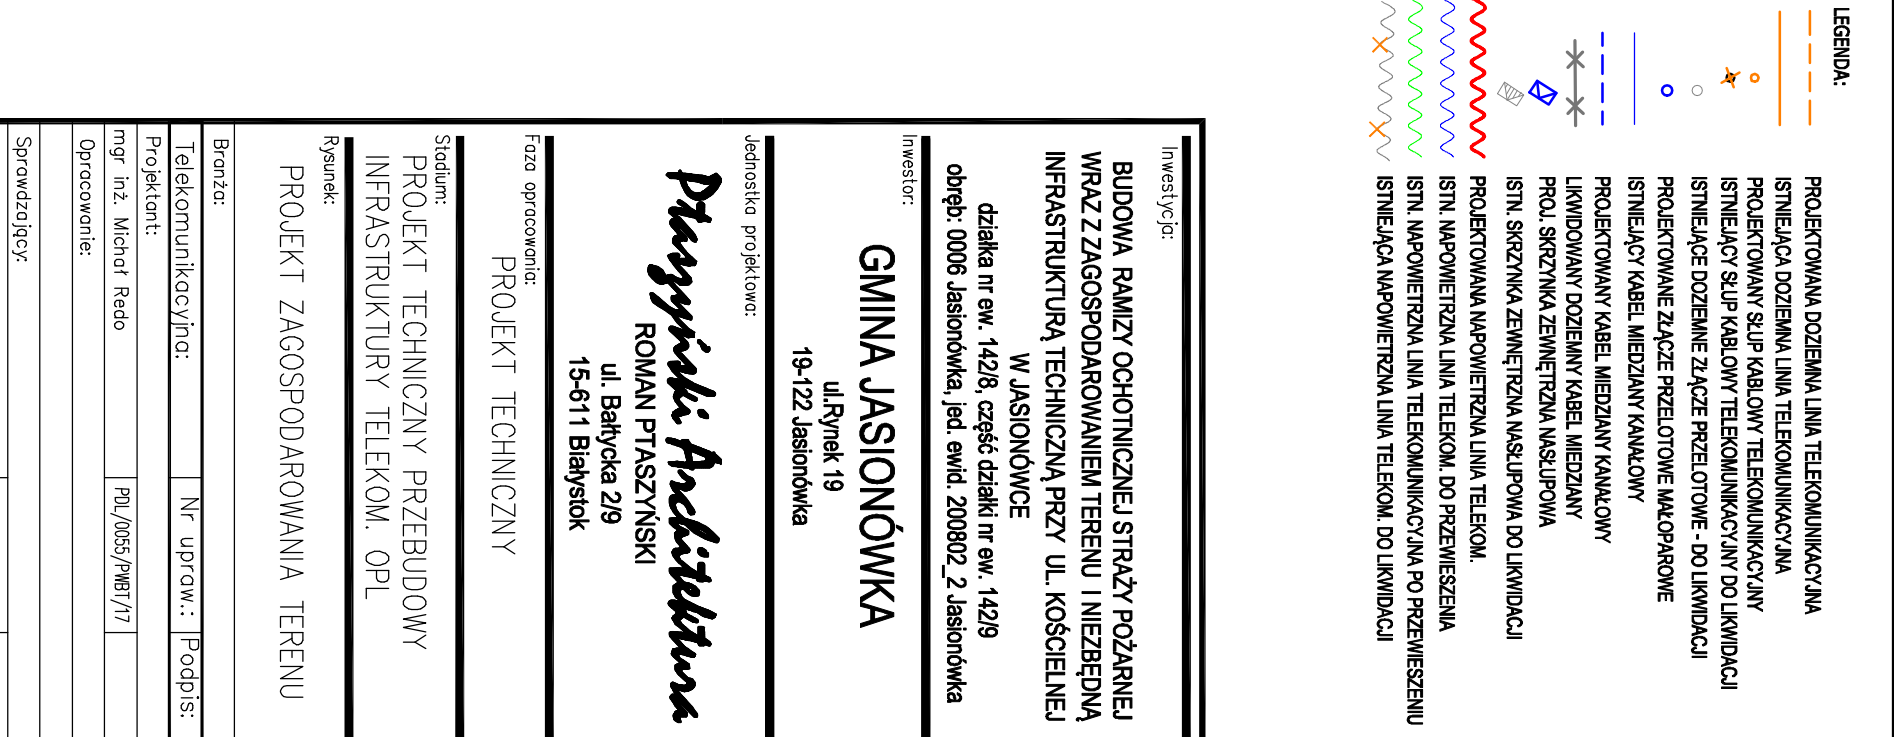 LEGENDA:
PROJEKTOWANA DOZIEMNA LINIA TELEKOMUNIKACYJNA
ISTNIEJĄCA DOZIEMNA LINIA TELEKOMUNIKACYJNA
PROJEKTOWANY SŁUP KABLOWY TELEKOMUNIKACYJNY
ISTNIEJĄCY SŁUP KABLOWY TELEKOMUNIKACYJNY DO LIKWIDACJI
ISTNIEJĄCE DOZIEMNE ZŁĄCZE PRZELOTOWE - DO LIKWIDACJI
PROJEKTOWANE ZŁĄCZE PRZELOTOWE MAŁOPAROWE
ISTNIEJĄCY KABEL MIEDZIANY KANAŁOWY
PROJEKTOWANY KABEL MIEDZIANY KANAŁOWY
LIKWIDOWANY DOZIEMNY KABEL MIEDZIANY
PROJ. SKRZYNKA ZEWNĘTRZNA NASŁUPOWA
ISTN. SKRZYNKA ZEWNĘTRZNA NASŁUPOWA DO LIKWIDACJI
PROJEKTOWANA NAPOWIETRZNA LINIA TELEKOM.
ISTN. NAPOWIETRZNA LINIA TELEKOM. DO PRZEWIESZENIA
ISTN. NAPOWIETRZNA LINIA TELEKOMUNIKACYJNA PO PRZEWIESZENIU
ISTNIEJĄCA NAPOWIETRZNA LINIA TELEKOM. DO LIKWIDACJI
Inwestycja:
BUDOWA RAMIZY OCHOTNICZNEJ STRAŻY POŻARNEJ
WRAZ Z ZAGOSPODAROWANIEM TERENU I NIEZBĘDNĄ
INFRASTRUKTURĄ TECHNICZNĄ PRZY UL. KOŚCIELNEJ
W JASIONÓWCE
działka nr ew. 142/8, część działki nr ew. 142/9
obręb: 0006 Jasionówka, jed. ewid. 200802_2 Jasionówka
Inwestor:
GMINA JASIONÓWKA
ul.Rynek 19
19-122 Jasionówka
Jednostka projektowa:
Ptaszyński Architektura
ROMAN PTASZYŃSKI
ul. Bałtycka 2/9
15-611 Białystok
Faza opracowania:
PROJEKT TECHNICZNY
Stadium:
PROJEKT TECHNICZNY PRZEBUDOWY
INFRASTRUKTURY TELEKOM. OPL
Rysunek:
PROJEKT ZAGOSPODAROWANIA TERENU
Branża:
Telekomunikacyjna: Nr upraw.: Podpis:
Projektant:
mgr inż. Michał Redo PDL/0055/PWBT/17
Opracowanie:
Sprawdzający: